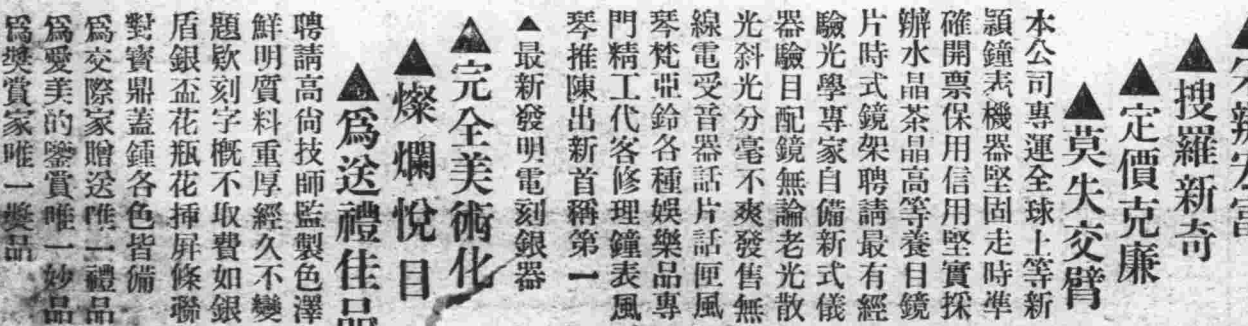 ▲搜羅新奇
▲定價克廉
▲莫失交臂
本公司專運全球上等新
頴鐘表機器堅固走時準
確開票保用信用堅實採
辦水晶茶晶高等養目鏡
片時式鏡架聘請最有經
驗光學專家自備新式儀
器驗目配鏡無論老光散
光斜光分毫不爽發售無
線電受音器話片話匣風
琴梵亞鈴各種娛樂品專
門精工代客修理鐘表風
琴推陳出新首稱第一
▲最新發明電刻銀器
▲完全美術化
▲燦爛悅目
▲爲送禮佳品
聘請高尙技師監製色澤
鮮明質料重厚經久不變
題欵刻字槪不取費如銀
盾銀盃花瓶花揷屏條聯
對寶鼎蓋鍾各色皆備
爲交際家贈送唯一禮品
爲愛美的鑒賞唯一妙品
爲獎賞家唯一獎品